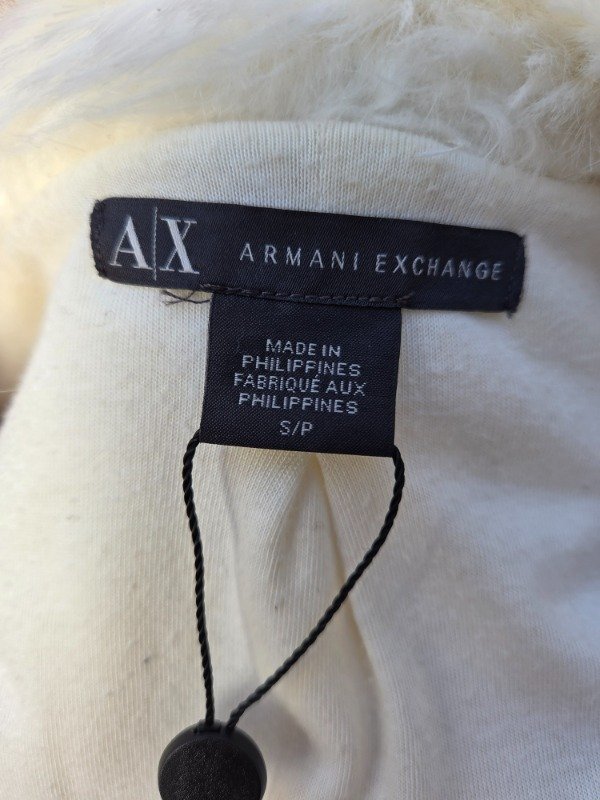 A|X ARMANI EXCHANGE
MADE IN
PHILIPPINES
FABRIQUÉ AUX
PHILIPPINES
S/P